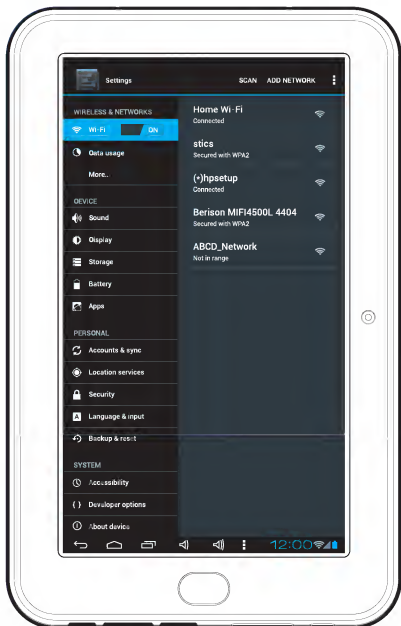 Settings
SCAN ADD NETWORK
WIRELESS & NETWORKS
Wi-Fi ON
Data usage
More..
DEVICE
Sound
Display
Storage
Battery
Apps
PERSONAL
Accounts & sync
Location services
Security
A Language & input
Backup & reset
SYSTEM
Accessibility
{ } Developer options
About device
Home Wi-Fi
Connected
stics
Secured with WPA2
(+)hpsetup
Connected
Berison MIFI4500L 4404
Secured with WPA2
ABCD_Network
Not in range
12:00